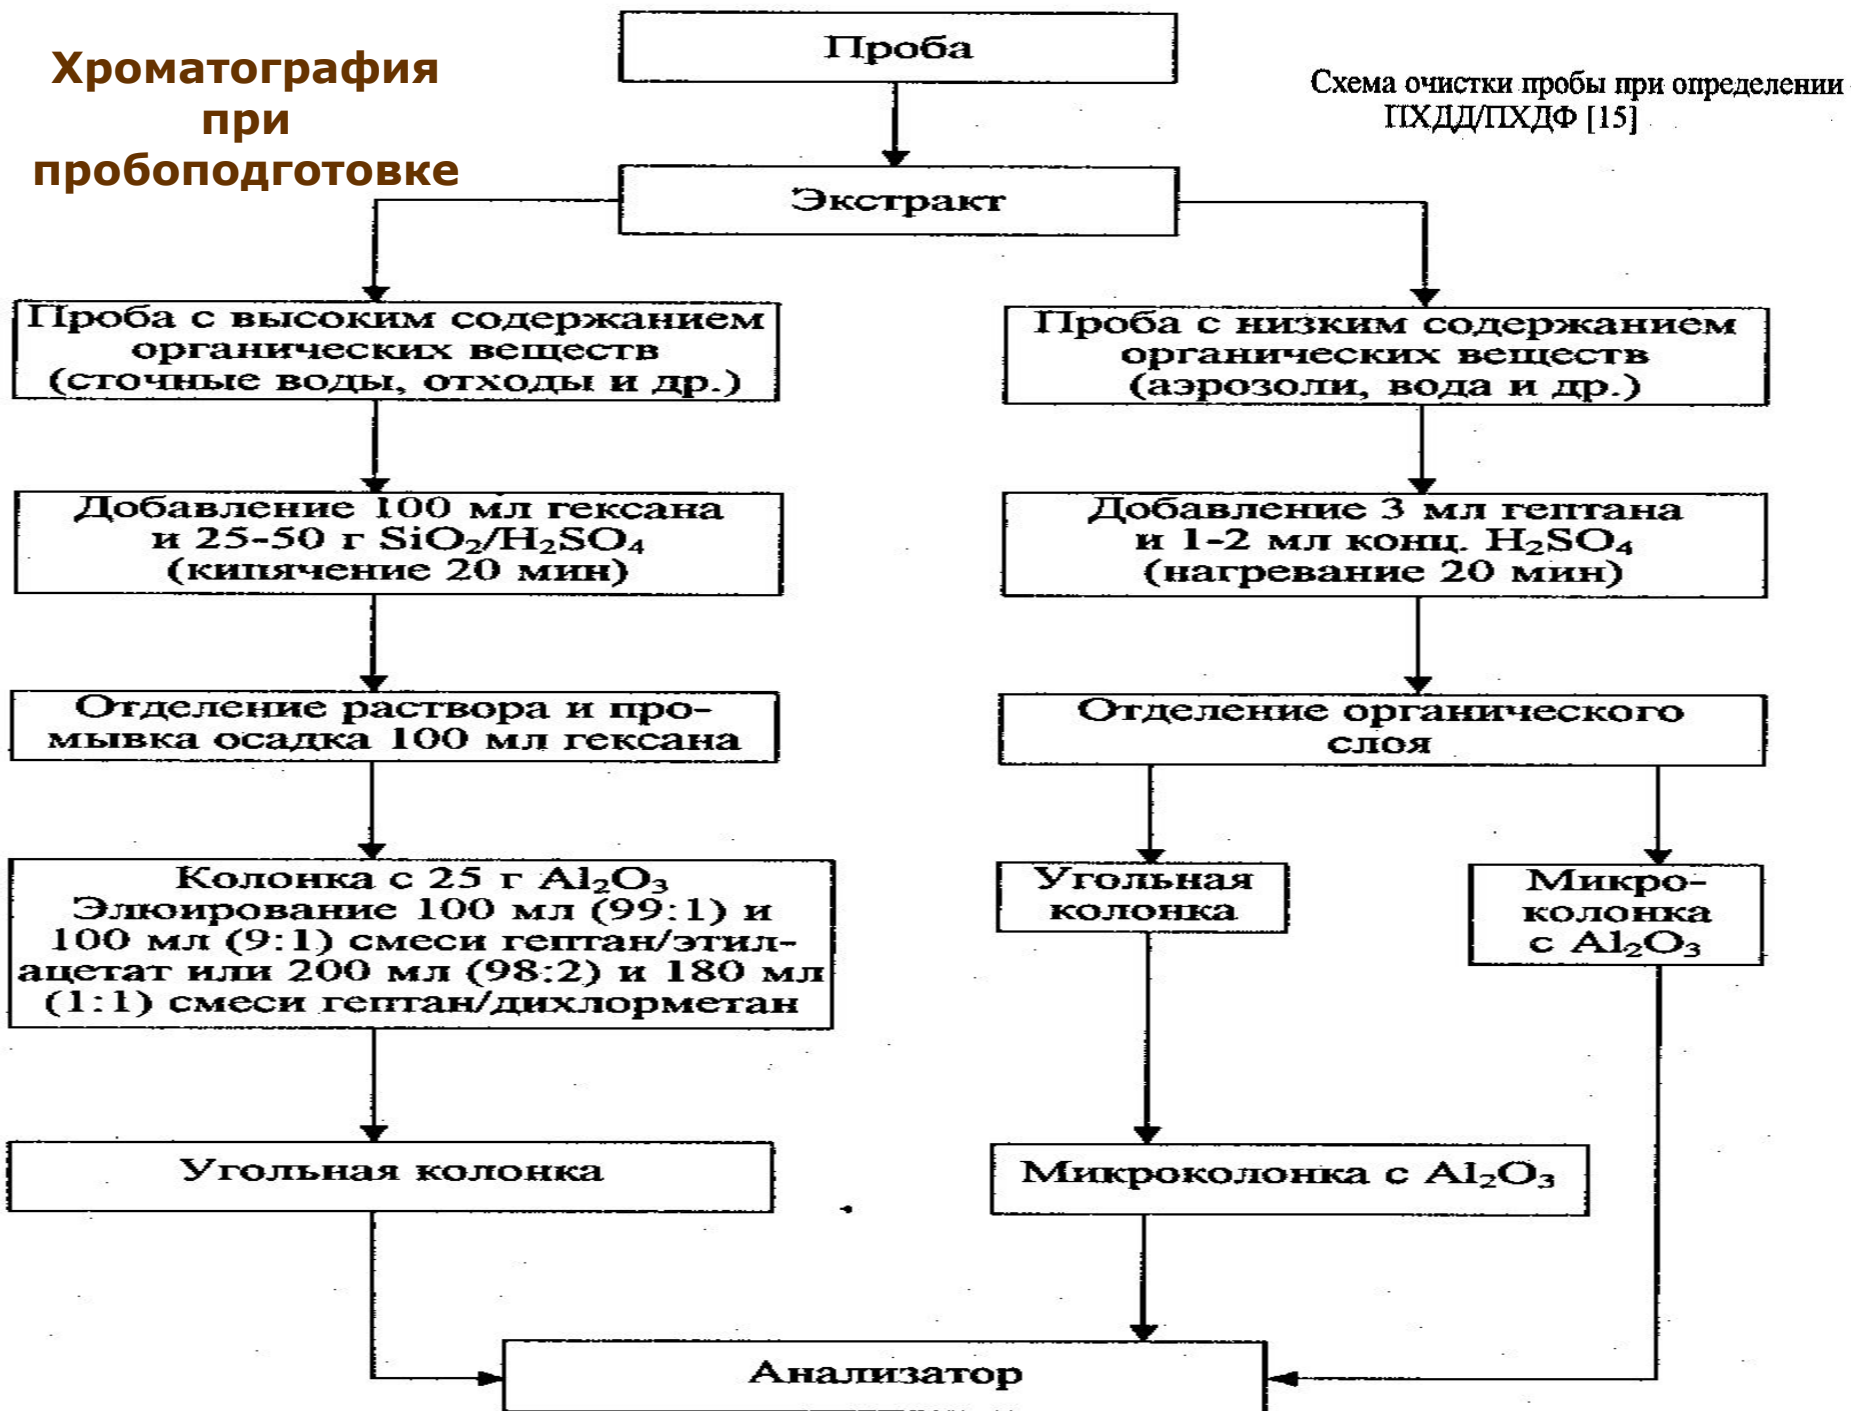 Хроматография
при
пробоподготовке
Схема очистки пробы при определении
ПХДД/ПХДФ [15]
Проба
Экстракт
Проба с высоким содержанием
органических веществ
(сточные воды, отходы и др.)
Проба с низким содержанием
органических веществ
(аэрозоли, вода и др.)
Добавление 100 мл гексана
и 25-50 г SiO₂/H₂SO₄
(кипячение 20 мин)
Добавление 3 мл гептана
и 1-2 мл конц. H₂SO₄
(нагревание 20 мин)
Отделение раствора и про-
мывка осадка 100 мл гексана
Отделение органического
слоя
Колонка с 25 г Al₂O₃
Элюирование 100 мл (99:1) и
100 мл (9:1) смеси гептан/этил-
ацетат или 200 мл (98:2) и 180 мл
(1:1) смеси гептан/дихлорметан
Угольная
колонка
Микро-
колонка
с Al₂O₃
Угольная колонка
Микроколонка с Al₂O₃
Анализатор